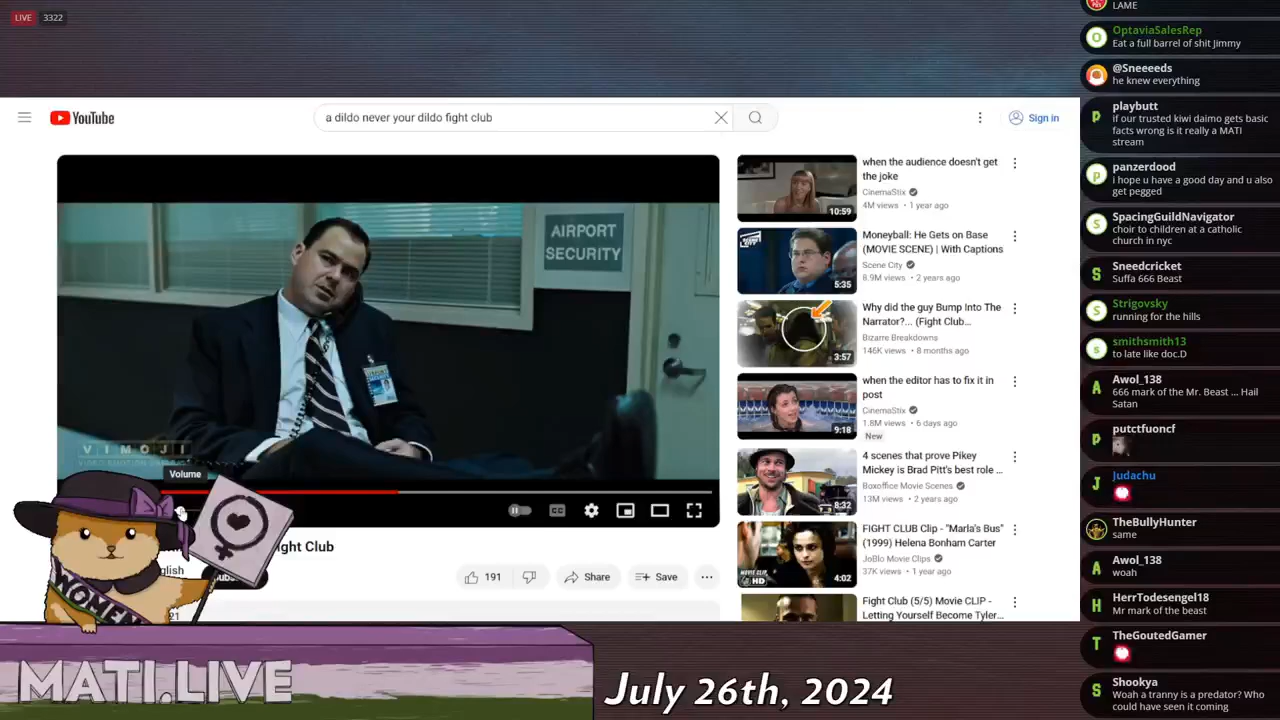 LIVE 3322
YouTube
a dildo never your dildo fight club
Sign in
AIRPORT
SECURITY
VIMOJI
Volume
CC
ght Club
glish
191
Share
Save
21
WOMEN
when the audience doesn't get
the joke
CinemaStix
4M views • 1 year ago
10:59
Moneyball: He Gets on Base
(MOVIE SCENE) | With Captions
Scene City
8.9M views • 2 years ago
5:35
Why did the guy Bump Into The
Narrator?... (Fight Club...
Bizarre Breakdowns
146K views • 8 months ago
3:57
when the editor has to fix it in
post
CinemaStix
1.8M views • 6 days ago
New
9:18
4 scenes that prove Pikey
Mickey is Brad Pitt's best role ...
Boxoffice Movie Scenes
13M views • 2 years ago
8:32
FIGHT CLUB Clip - "Marla's Bus"
(1999) Helena Bonham Carter
JoBlo Movie Clips
37K views • 1 year ago
MOVIE CLIP
HD
4:02
Fight Club (5/5) Movie CLIP -
Letting Yourself Become Tyler...
MATI.LIVE
July 26th, 2024
LAME
OptaviaSalesRep
Eat a full barrel of shit Jimmy
@Sneeeeds
he knew everything
playbutt
if our trusted kiwi daimo gets basic
facts wrong is it really a MATI
stream
panzerdood
i hope u have a good day and u also
get pegged
SpacingGuildNavigator
choir to children at a catholic
church in nyc
Sneedcricket
Suffa 666 Beast
Strigovsky
running for the hills
smithsmith13
to late like doc.D
Awol_138
666 mark of the Mr. Beast ... Hail
Satan
putctfuoncf
Judachu
TheBullyHunter
same
Awol_138
woah
HerrTodesengel18
Mr mark of the beast
TheGoutedGamer
Shookya
Woah a tranny is a predator? Who
could have seen it coming